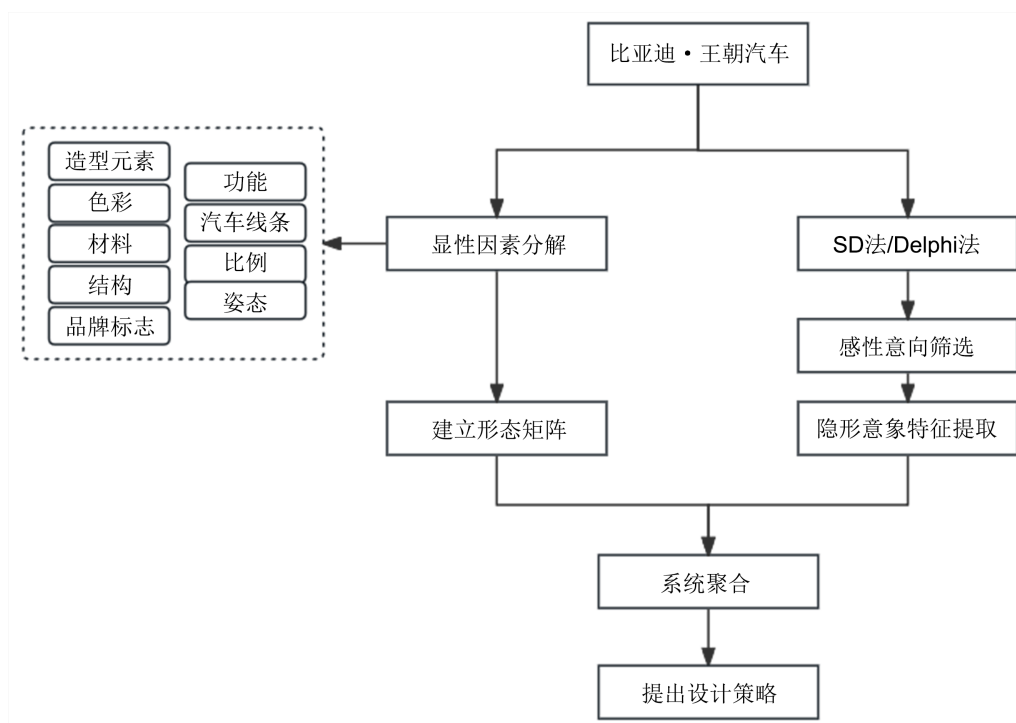 比亚迪·王朝汽车
造型元素
色彩
材料
结构
品牌标志
功能
汽车线条
比例
姿态
显性因素分解
SD法/Delphi法
感性意向筛选
建立形态矩阵
隐形意象特征提取
系统聚合
提出设计策略